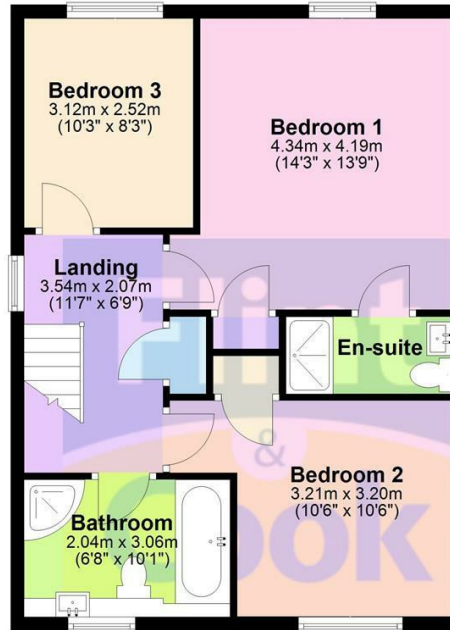 Bedroom 3
3.12m x 2.52m
(10'3" x 8'3")
Bedroom 1
4.34m x 4.19m
(14'3" x 13'9")
Landing
3.54m x 2.07m
(11'7" x 6'9")
En-suite
Bedroom 2
3.21m x 3.20m
(10'6" x 10'6")
Bathroom
2.04m x 3.06m
(6'8" x 10'1")
Flint
&
Cook